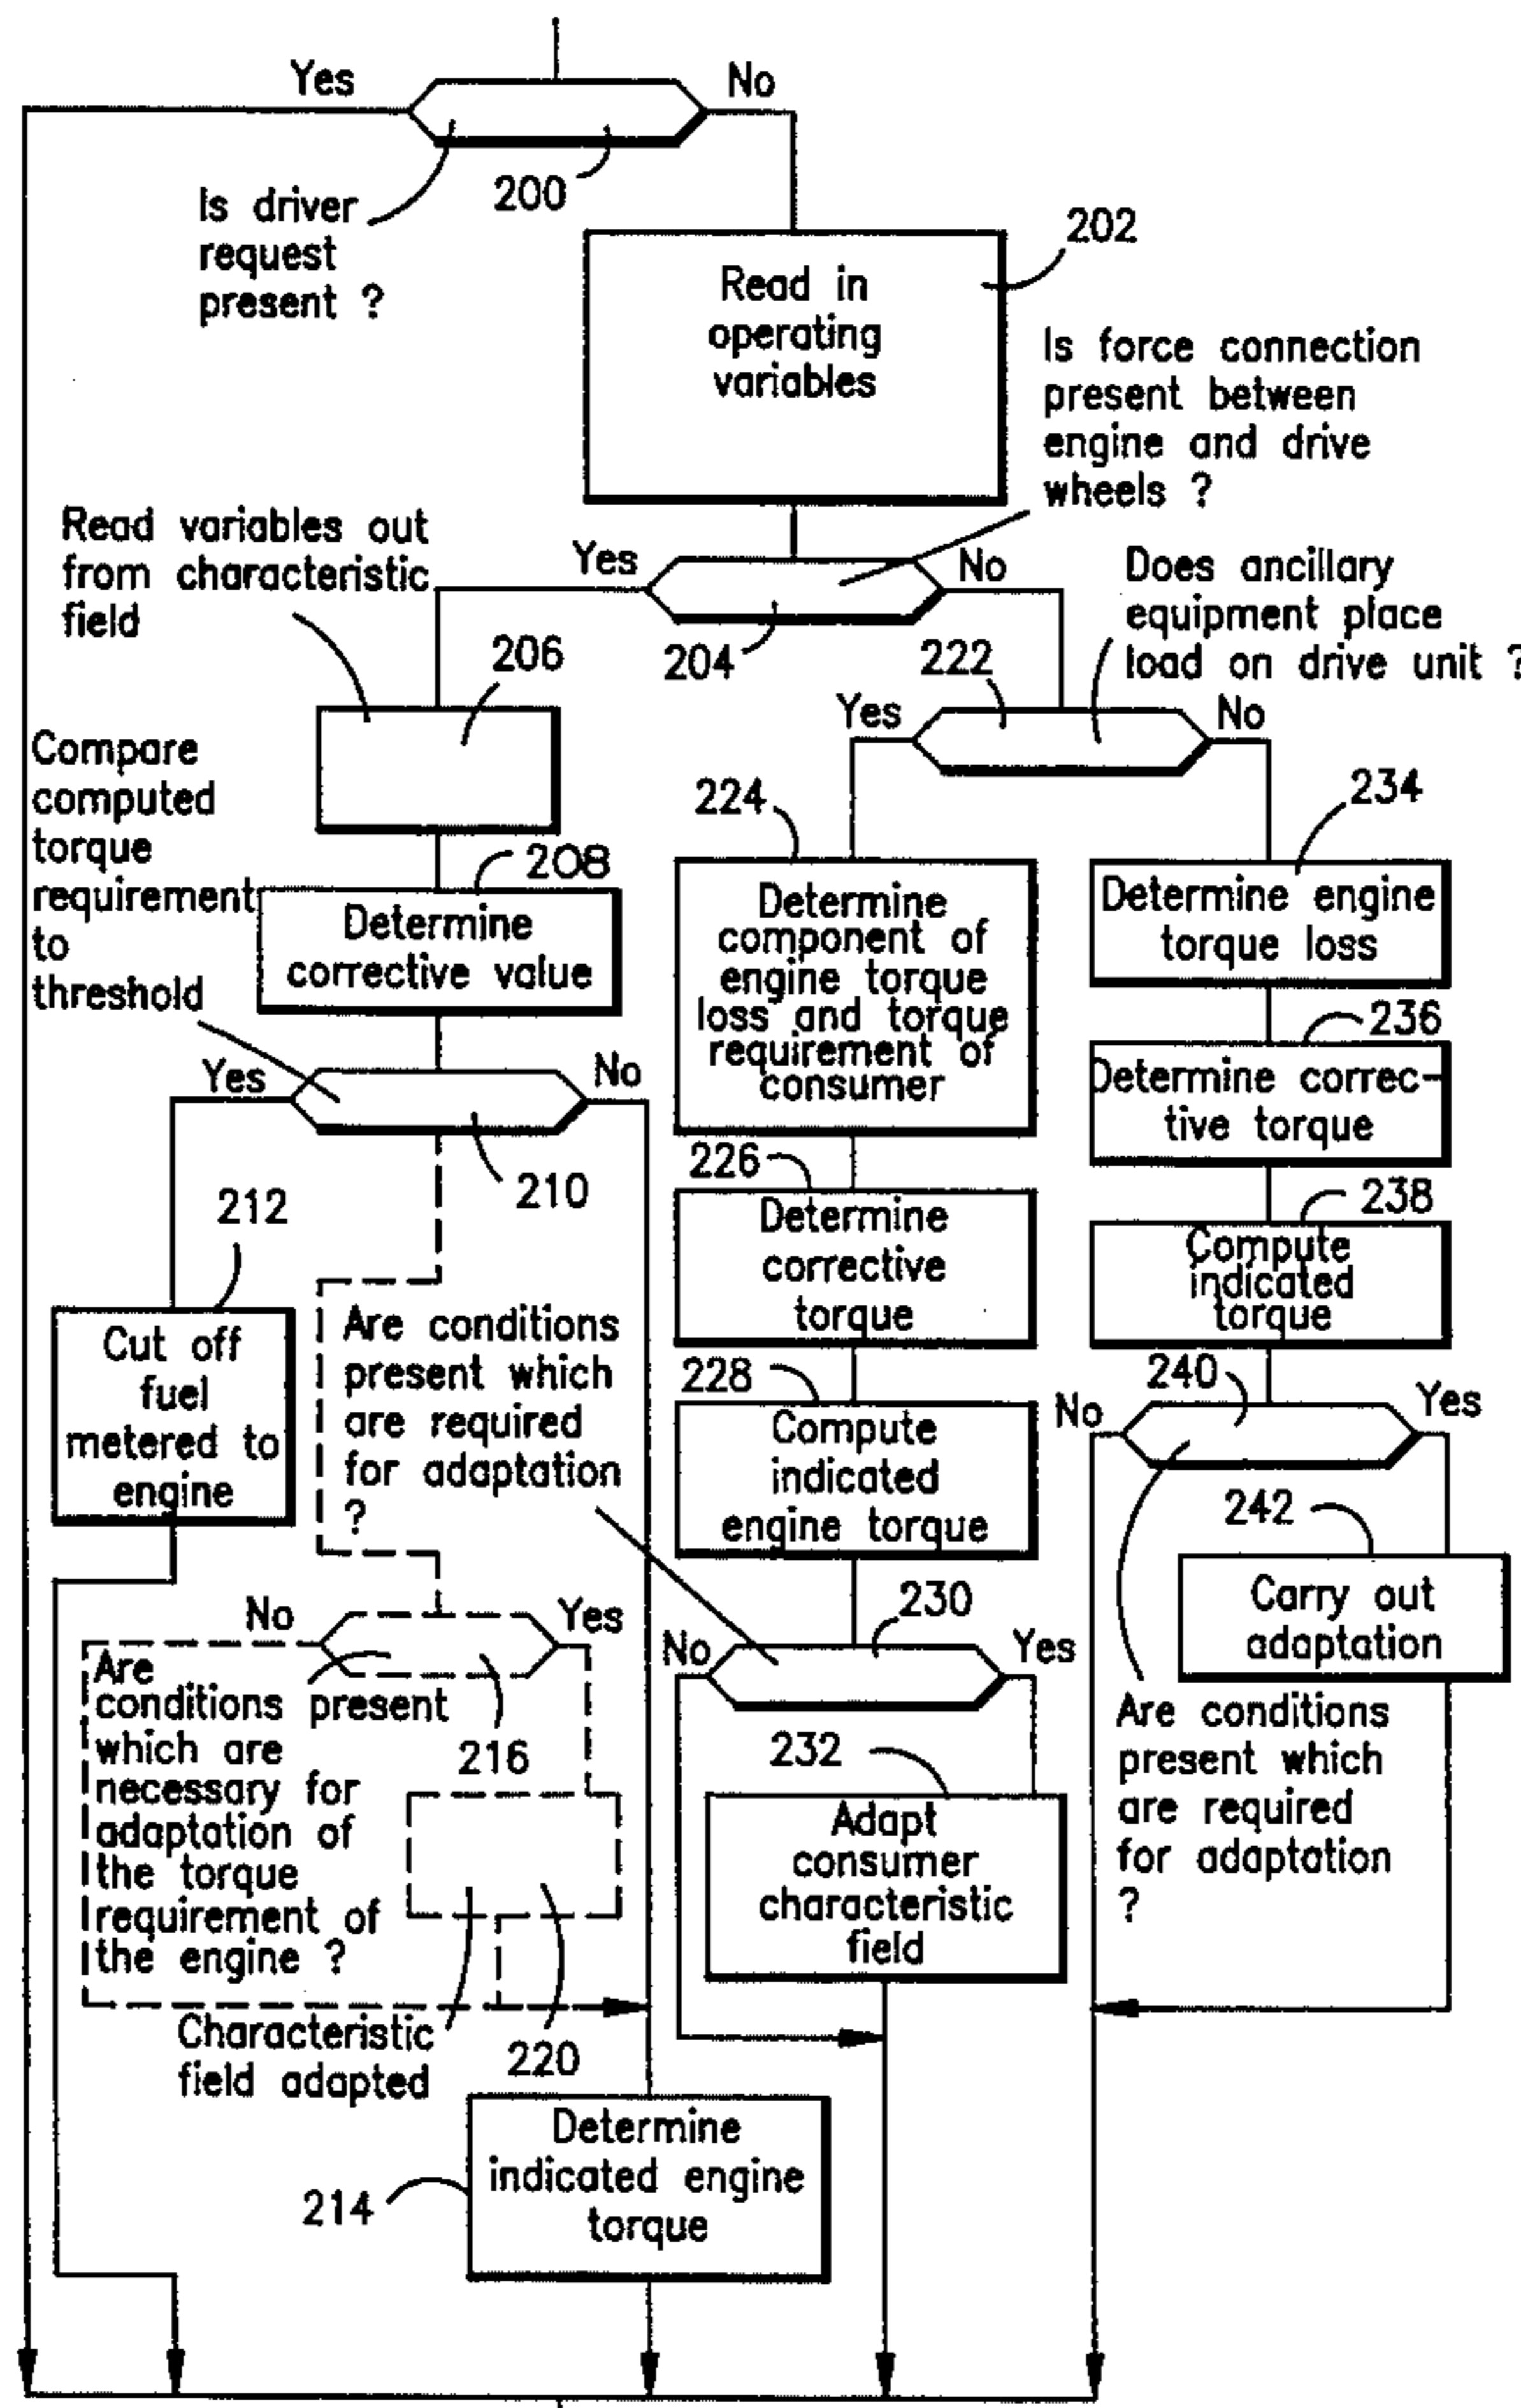 Yes
No
Is driver
request
present ?
200
202
Read in
operating
variables
Is force connection
present between
engine and drive
wheels ?
Read variables out
from characteristic
field
Yes
No
204
Does ancillary
equipment place
load on drive unit ?
206
222
Yes
No
Compare
computed
torque
requirement
to
threshold
208
Determine
corrective value
224
Determine
component of
engine torque
loss and torque
requirement of
consumer
234
Determine engine
torque loss
236
Determine correc-
tive torque
Yes
No
210
226
Determine
corrective
torque
238
Compute
indicated
torque
212
Cut off
fuel
metered to
engine
Are conditions
present which
are required
for adaptation
?
228
Compute
indicated
engine torque
240
No
Yes
242
Carry out
adaptation
No
Yes
216
Are
conditions present
which are
necessary for
adaptation of
the torque
requirement of
the engine ?
230
No
Yes
232
Adapt
consumer
characteristic
field
Are conditions
present which
are required
for adaptation
?
Characteristic
field adapted
220
Determine
indicated engine
torque
214